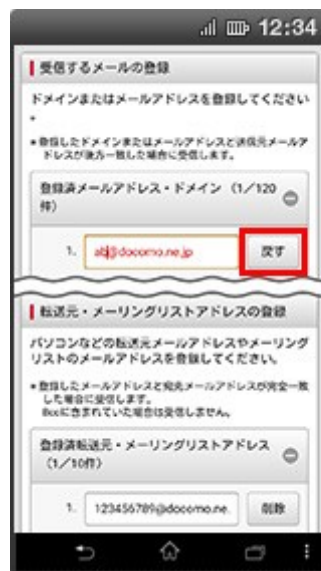 12:34
受信するメールの登録
ドメインまたはメールアドレスを登録してください
。
*登録したドメインまたはメールアドレスと送信元メールア
ドレスが後方一致した場合に受信します。
登録済メールアドレス・ドメイン (1/120
件)
1. ab@docomo.ne.jp 戻す
転送元・メーリングリストアドレスの登録
パソコンなどの転送元メールアドレスやメーリング
リストのメールアドレスを登録してください。
*登録したメールアドレスと宛先メールアドレスが完全一致
した場合に受信します。
Bccに含まれていた場合は受信しません。
登録済転送元・メーリングリストアドレス
(1/10件)
1. 123456789@docomo.ne. 削除